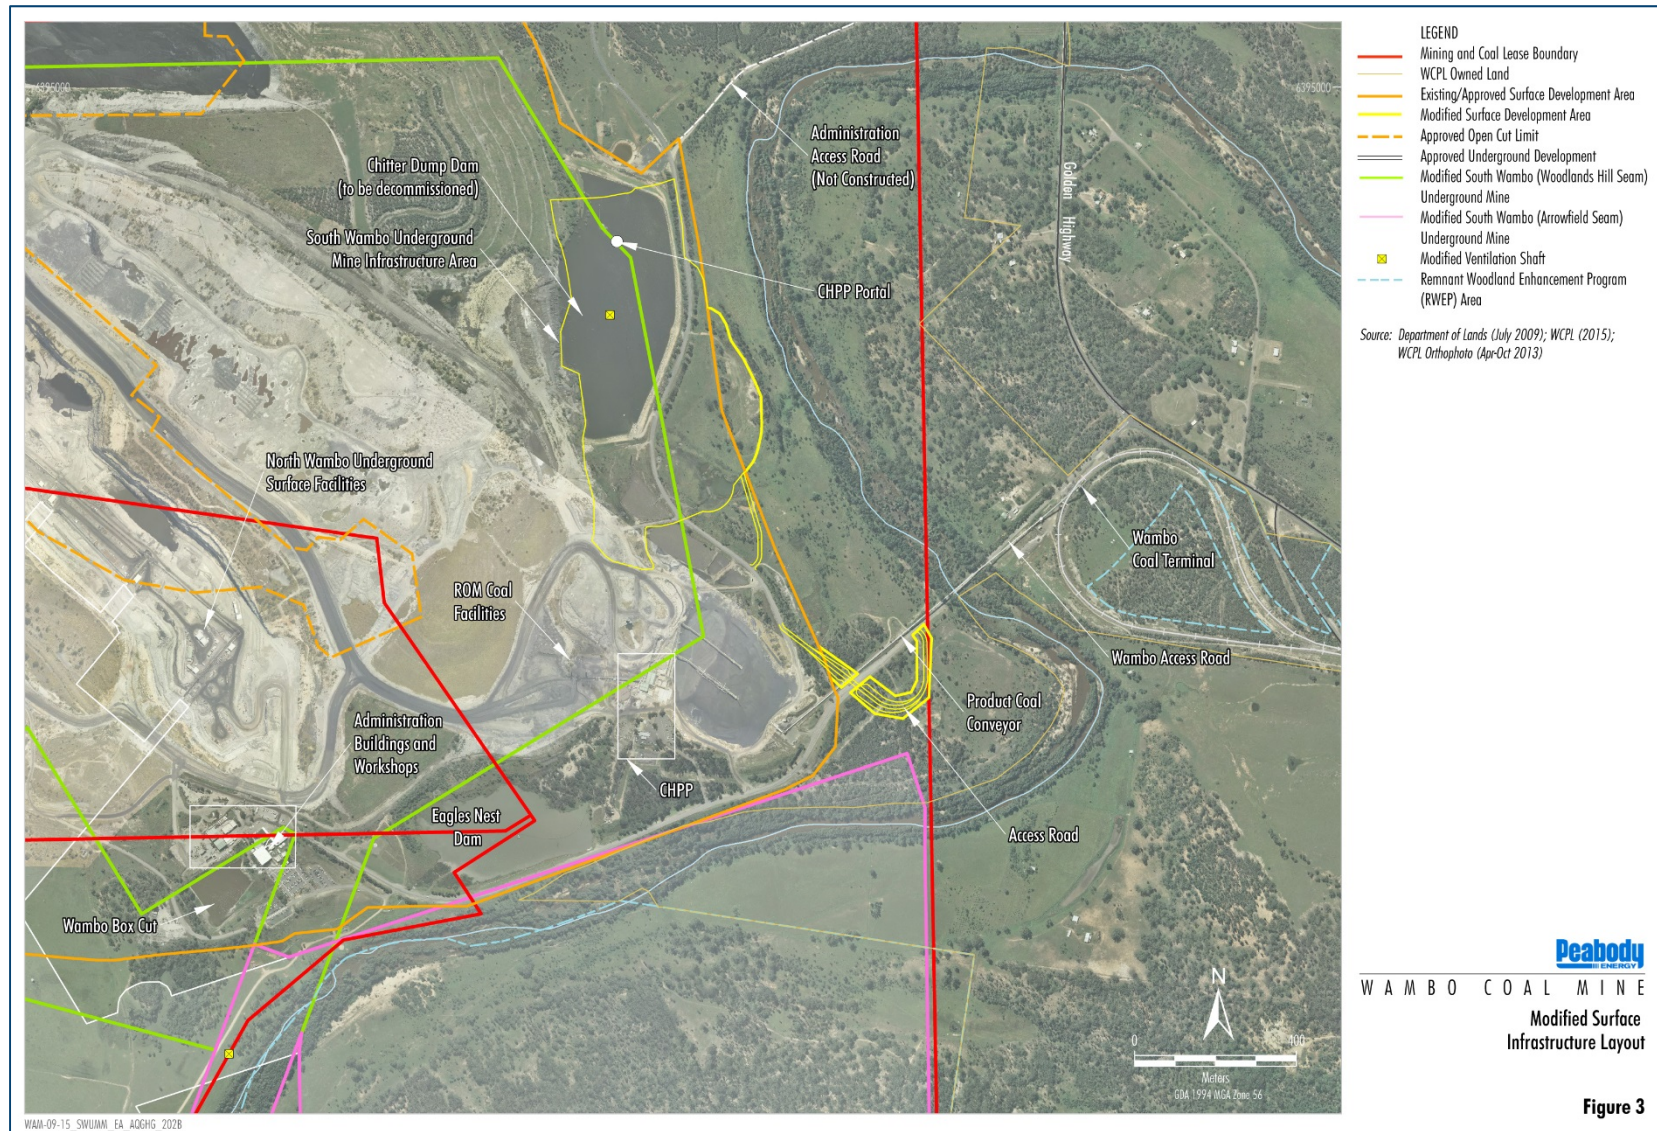 6395000
6395000
Administration
Access Road
(Not Constructed)
Golden Highway
Chitter Dump Dam
(to be decommissioned)
South Wambo Underground
Mine Infrastructure Area
CHPP Portal
North Wambo Underground
Surface Facilities
ROM Coal
Facilities
Wambo
Coal Terminal
Wambo Access Road
Product Coal
Conveyor
Administration
Buildings and
Workshops
CHPP
Eagles Nest
Dam
Access Road
Wambo Box Cut
N
0 400
Meters
GDA 1994 MGA Zone 56
WAM-09-15_SWUMM_EA_AQGHG_202B
LEGEND
Mining and Coal Lease Boundary
WCPL Owned Land
Existing/Approved Surface Development Area
Modified Surface Development Area
Approved Open Cut Limit
Approved Underground Development
Modified South Wambo (Woodlands Hill Seam)
Underground Mine
Modified South Wambo (Arrowfield Seam)
Underground Mine
Modified Ventilation Shaft
Remnant Woodland Enhancement Program
(RWEP) Area
Source: Department of Lands (July 2009); WCPL (2015);
WCPL Orthophoto (Apr-Oct 2013)
Peabody
ENERGY
WAMBO COAL MINE
Modified Surface
Infrastructure Layout
Figure 3